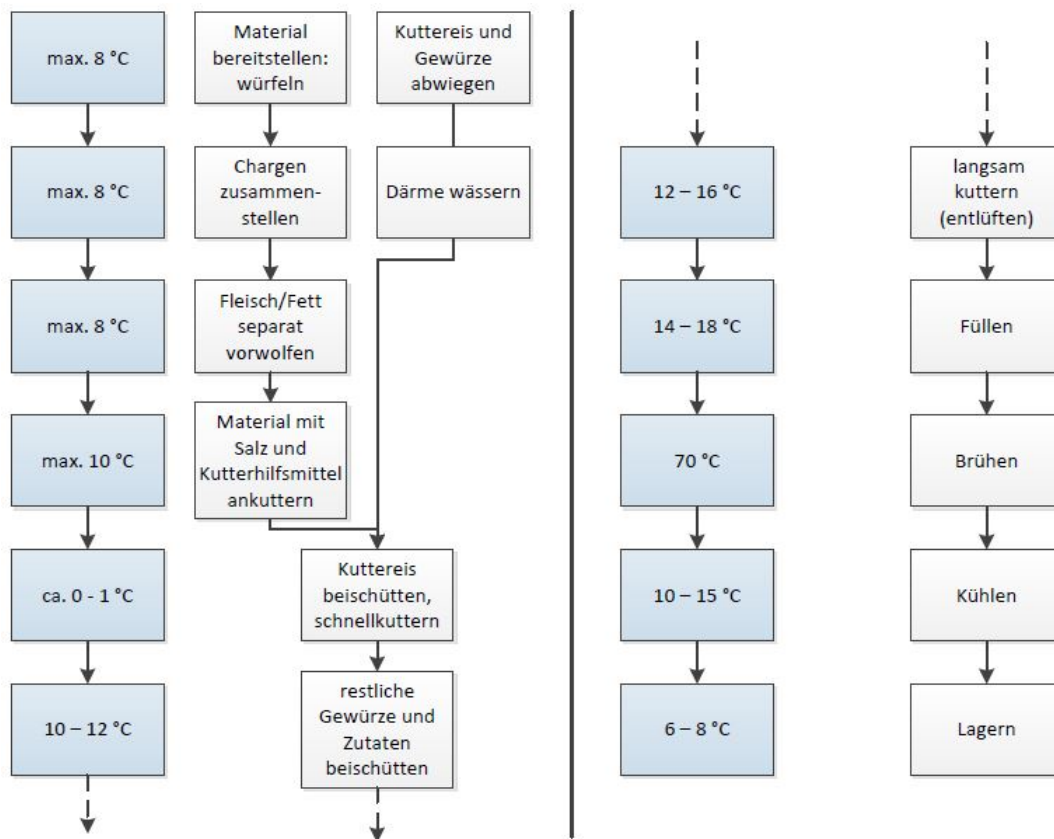 max. 8 °C
Material
bereitstellen:
würfeln
Kuttereis und
Gewürze
abwiegen
max. 8 °C
Chargen
zusammen-
stellen
Därme wässern
max. 8 °C
Fleisch/Fett
separat
vorwolfen
max. 10 °C
Material mit
Salz und
Kutterhilfsmittel
ankuttern
ca. 0 - 1 °C
Kuttereis
beischütten,
schnellkuttern
10 – 12 °C
restliche
Gewürze und
Zutaten
beischütten
12 – 16 °C
langsam
kuttern
(entlüften)
14 – 18 °C
Füllen
70 °C
Brühen
10 – 15 °C
Kühlen
6 – 8 °C
Lagern